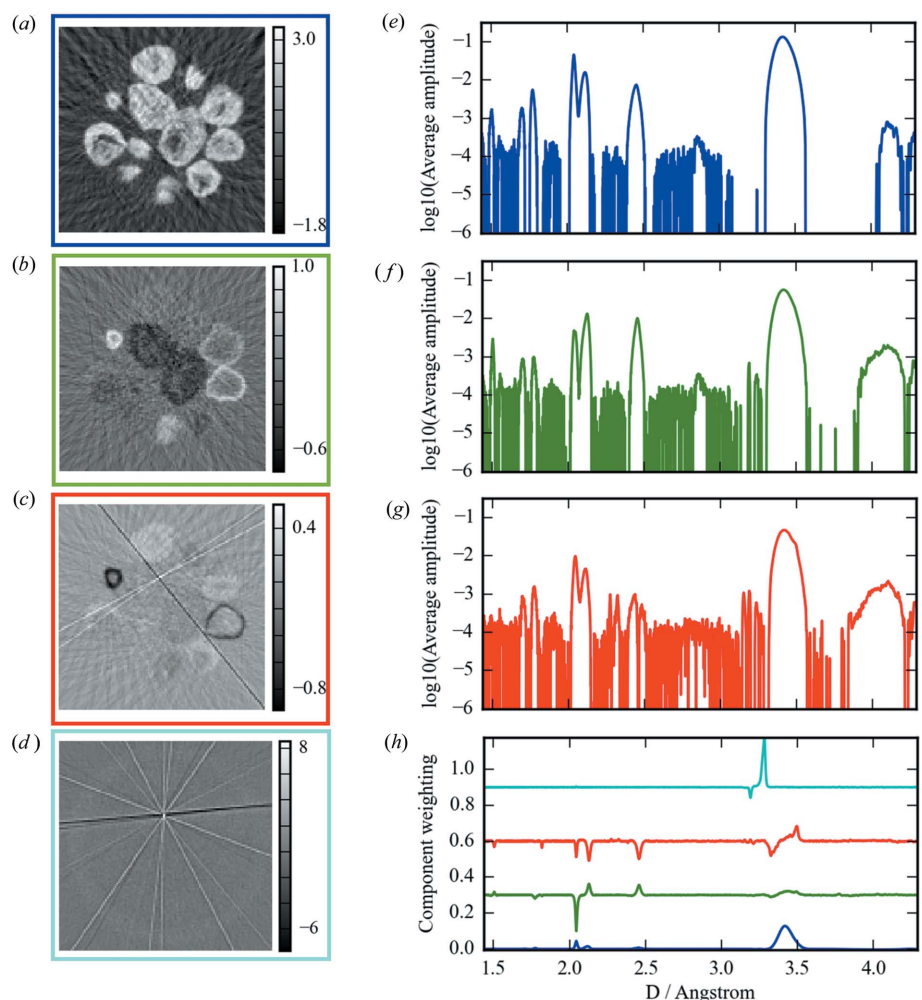 (a)
3.0
−1.8
(b)
1.0
−0.6
(c)
0.4
−0.8
(d)
8
−6
(e)
log10(Average amplitude)
−1
−2
−3
−4
−5
−6
(f)
log10(Average amplitude)
−1
−2
−3
−4
−5
−6
(g)
log10(Average amplitude)
−1
−2
−3
−4
−5
−6
(h)
Component weighting
1.0
0.8
0.6
0.4
0.2
0.0
1.5 2.0 2.5 3.0 3.5 4.0
D / Angstrom